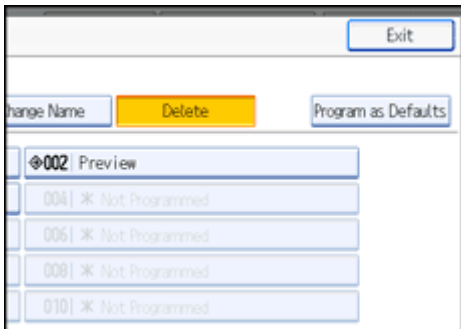 Exit
hange Name Delete Program as Defaults
002 Preview
004 Not Programmed
006 Not Programmed
008 Not Programmed
010 Not Programmed